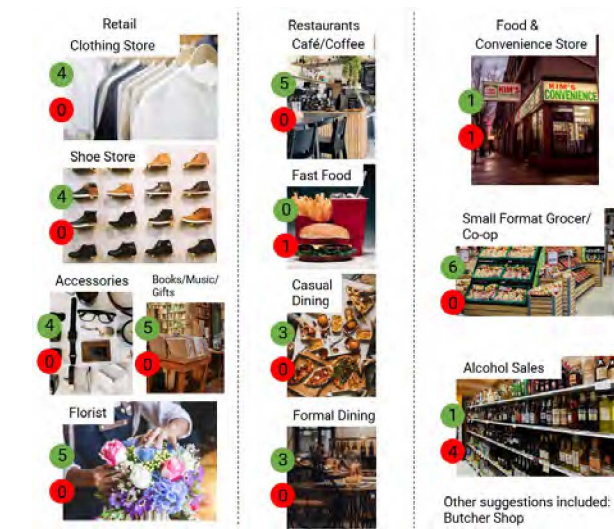 Retail
Clothing Store
4
0
Shoe Store
4
0
Accessories
4
0
Books/Music/
Gifts
5
0
Florist
5
0
Restaurants
Café/Coffee
5
0
Fast Food
0
1
Casual
Dining
3
0
Formal Dining
3
0
Food &
Convenience Store
KIM'S
KIM'S
CONVENIENCE
1
1
Small Format Grocer/
Co-op
6
0
Alcohol Sales
1
4
Other suggestions included:
Butcher Shop